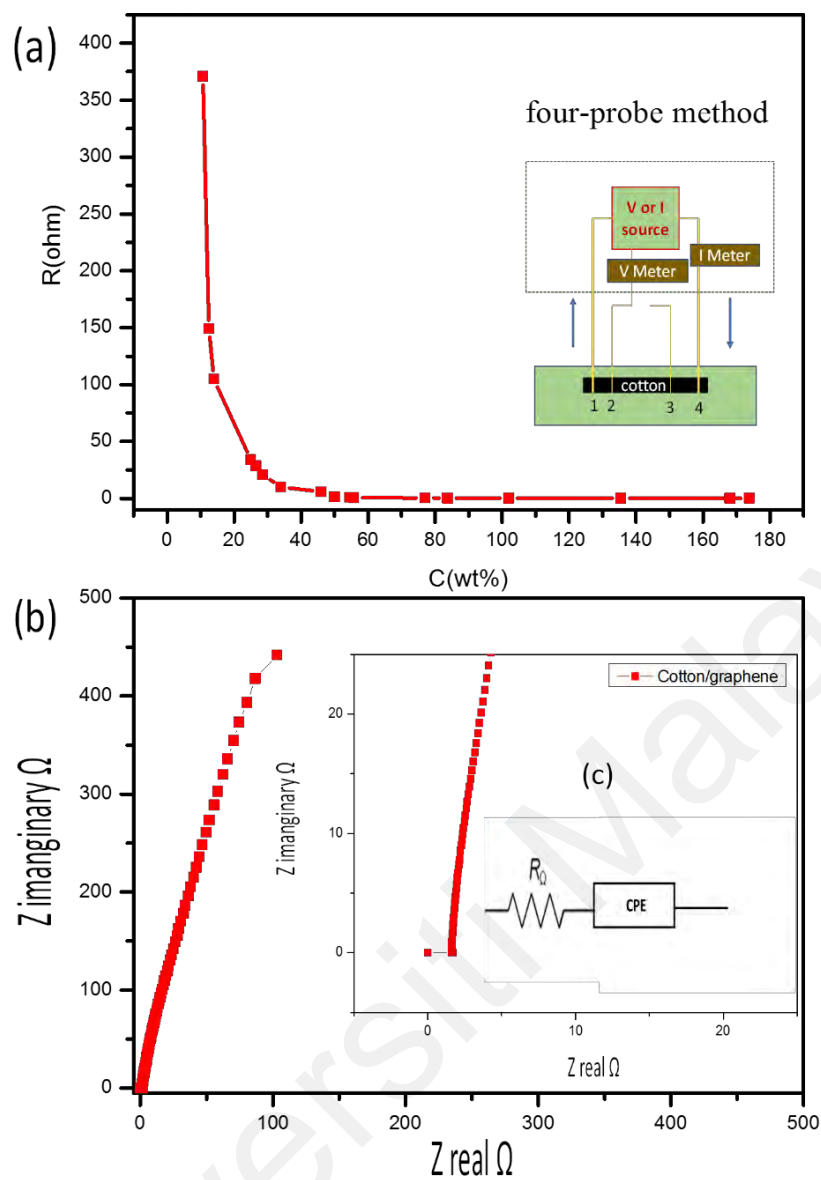 (a)
400
350
300
250
200
150
100
50
0
R(ohm)
four-probe method
V or I
source
I Meter
V Meter
cotton
1 2 3 4
0 20 40 60 80 100 120 140 160 180
C(wt%)
(b)
500
400
300
200
100
0
Z imanginary Ω
Cotton/graphene
20
10
0
Z imanginary Ω
(c)
RΩ
CPE
0 10 20
Z real Ω
0 100 200 300 400 500
Z real Ω
versiti Malay